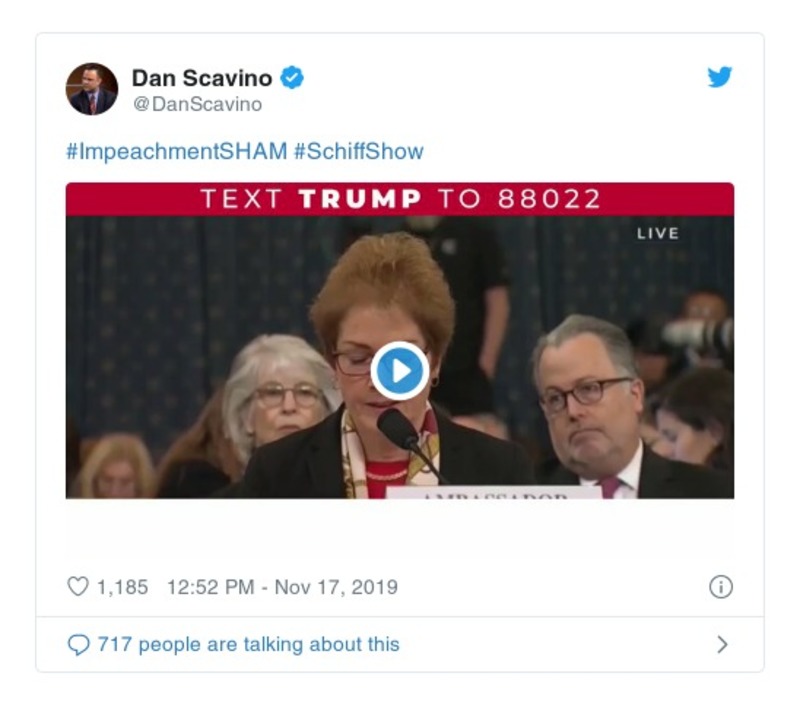 Dan Scavino
@DanScavino
#ImpeachmentSHAM #SchiffShow
TEXT TRUMP TO 88022
LIVE
AMBASSADOR
1,185 12:52 PM - Nov 17, 2019
717 people are talking about this